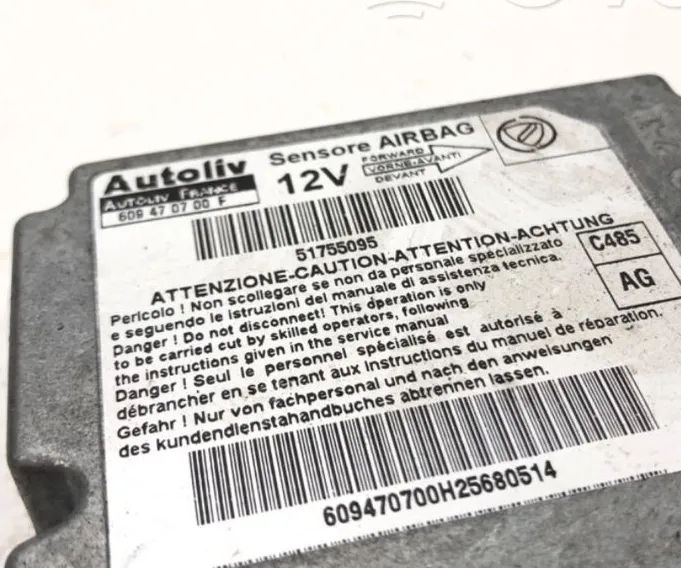 Autoliv
Sensore AIRBAG
AUTOLIV FRANCE
609 47 07 00 F
12V
FORWARD
VORNE-AVANTI
DEVANT
51755095
ATTENZIONE-CAUTION-ATTENTION-ACHTUNG
C485
AG
Pericolo ! Non scollegare se non da personale specializzato
e seguendo le istruzioni del manuale di assistenza tecnica.
Danger ! Do not disconnect! This dperation is only
to be carried cut by skilled operators, following
the instructions given in the service manual
Danger ! Seul le personnel spécialisé est autorisé à
débrancher en se tenant aux Instructions du manuel de réparation.
Gefahr ! Nur von fachpersonal und nach den anweisungen
des kundendienstahandbuches abtrennen lassen.
609470700H25680514